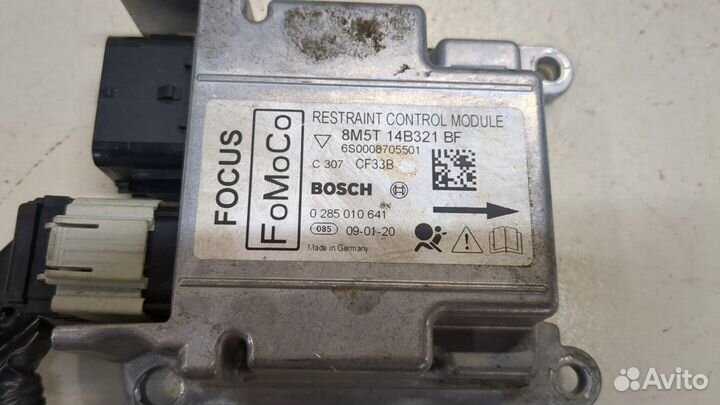 FOCUS
FoMoCo
RESTRAINT CONTROL MODULE
8M5T 14B321 BF
6S0008705501
C 307 CF33B
BOSCH
0 285 010 641
085 09-01-20
Made in Germany
Avito